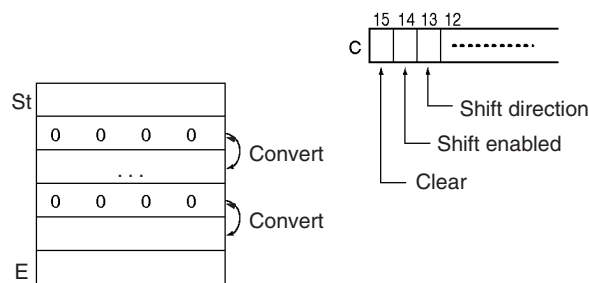 15 14 13 12
C
Shift direction
Shift enabled
Clear
St
0 0 0 0
Convert
...
0 0 0 0
Convert
E